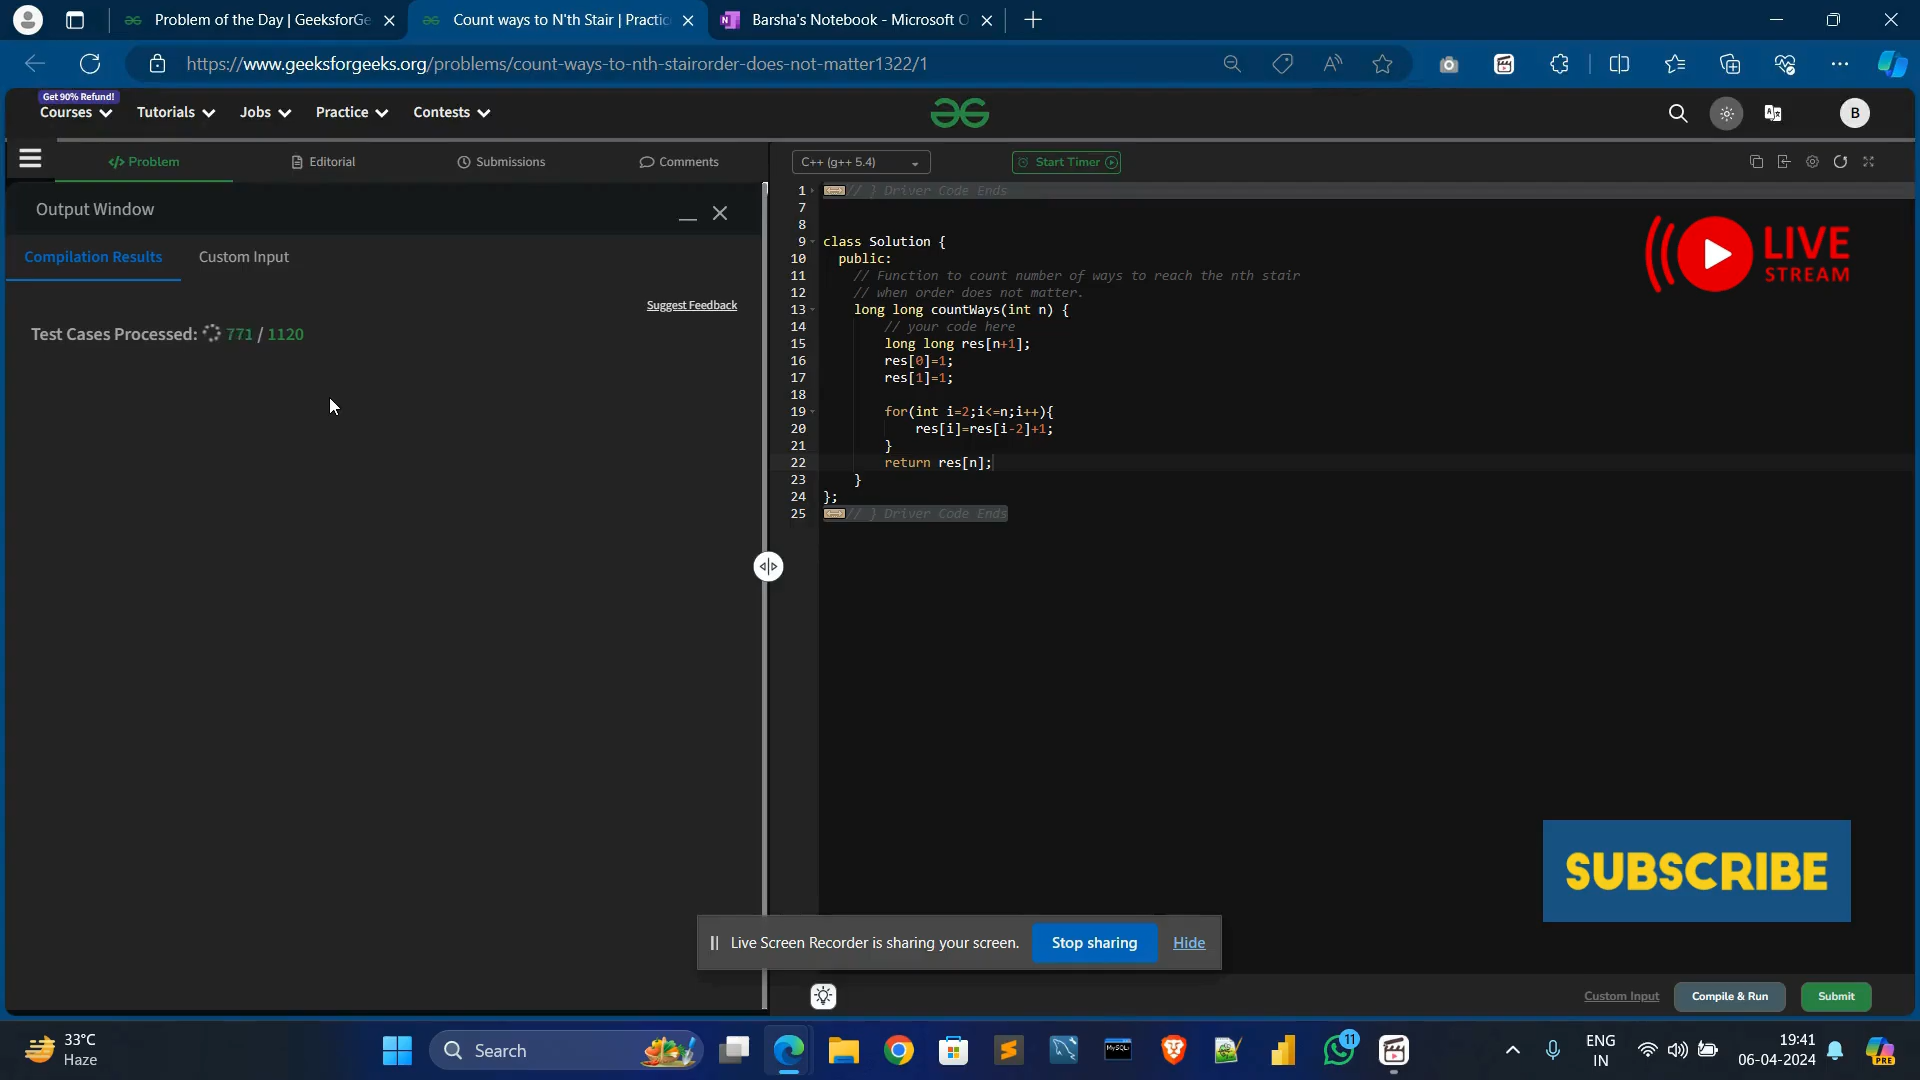 Problem of the Day | GeeksforGe
Count ways to N'th Stair | Practic
Barsha's Notebook - Microsoft O
https://www.geeksforgeeks.org/problems/count-ways-to-nth-stairorder-does-not-matter1322/1
Get 90% Refund!
Courses
Tutorials
Jobs
Practice
Contests
B
</> Problem
Editorial
Submissions
Comments
C++ (g++ 5.4)
Start Timer
Output Window
Compilation Results
Custom Input
Suggest Feedback
Test Cases Processed: 771 / 1120
1 // } Driver Code Ends
7
8
9 class Solution {
10 public:
11 // Function to count number of ways to reach the nth stair
12 // when order does not matter.
13 long long countWays(int n) {
14 // your code here
15 long long res[n+1];
16 res[0]=1;
17 res[1]=1;
18
19 for(int i=2;i<=n;i++){
20 res[i]=res[i-2]+1;
21 }
22 return res[n];
23 }
24 };
25 // } Driver Code Ends
LIVE
STREAM
SUBSCRIBE
Live Screen Recorder is sharing your screen.
Stop sharing
Hide
Custom Input
Compile & Run
Submit
33°C
Haze
Search
11
ENG
IN
19:41
06-04-2024
PRE